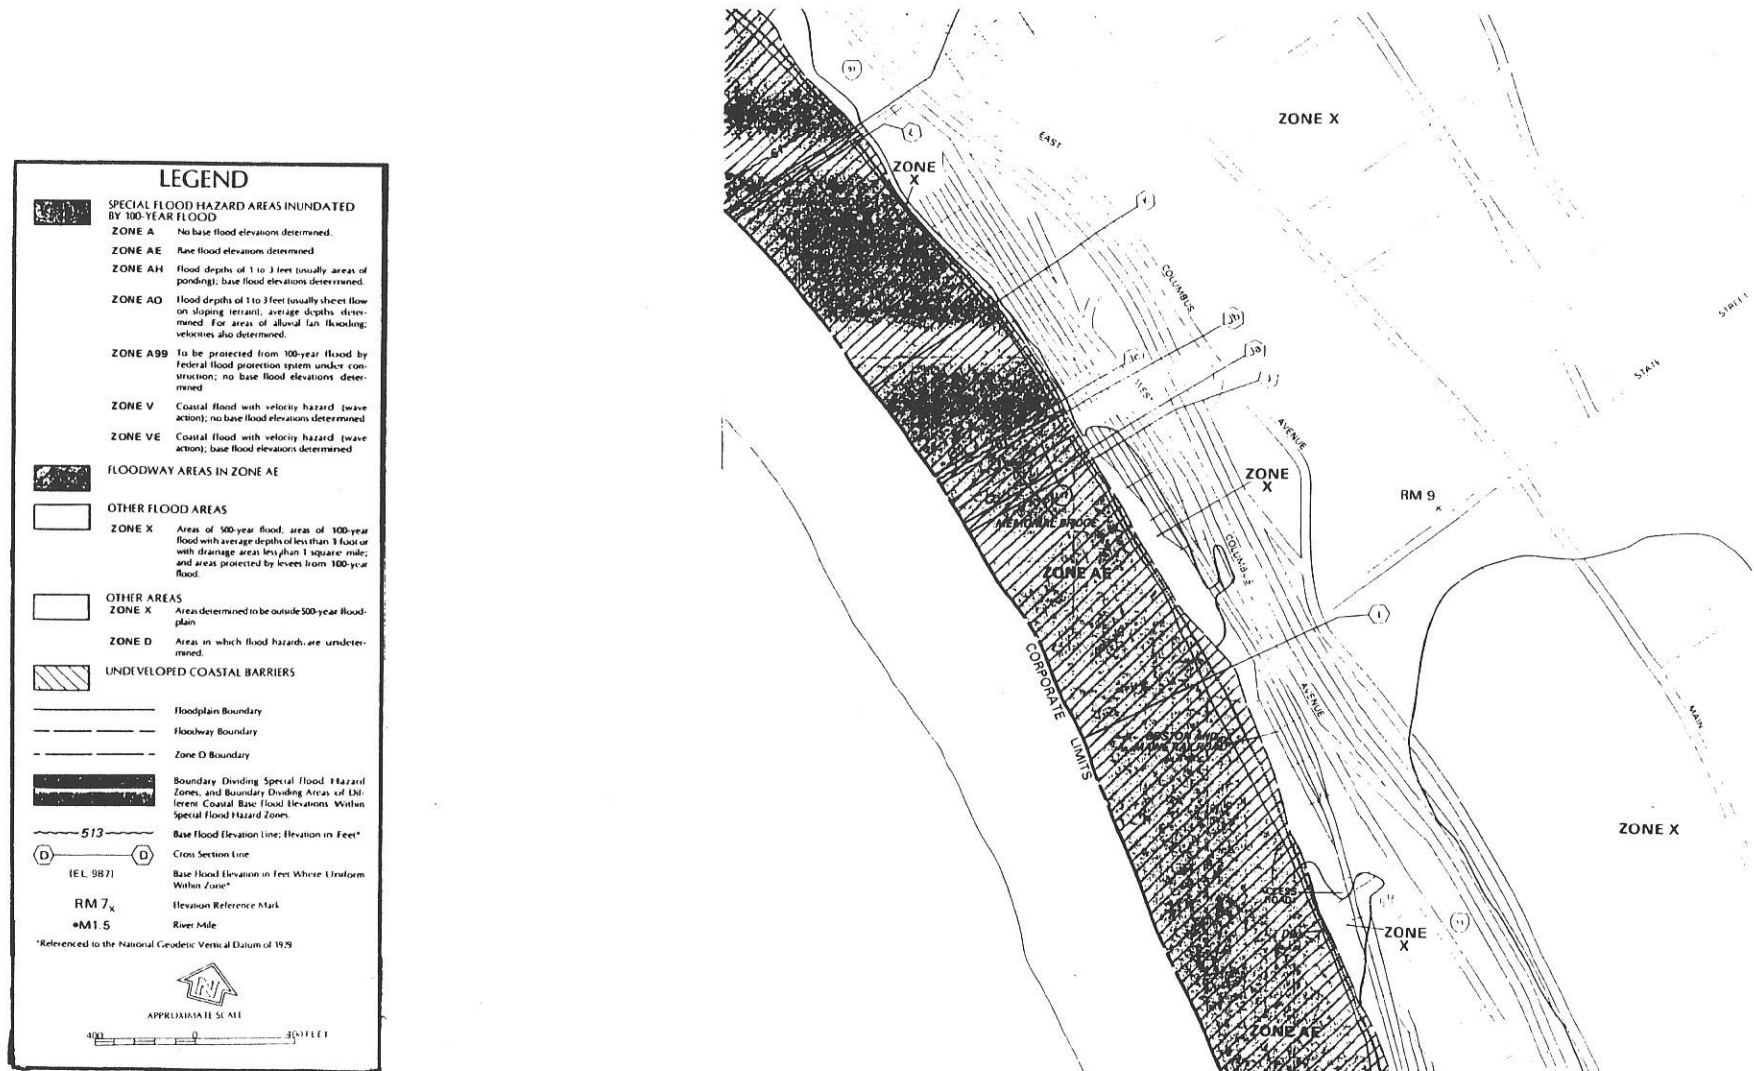 LEGEND
SPECIAL FLOOD HAZARD AREAS INUNDATED
BY 100-YEAR FLOOD
ZONE A No base flood elevations determined.
ZONE AE Base flood elevations determined
ZONE AH Flood depths of 1 to 3 feet (usually areas of
ponding); base flood elevations determined.
ZONE AO Flood depths of 1 to 3 feet (usually sheet flow
on sloping terrain); average depths deter-
mined. For areas of alluvial fan flooding;
velocities also determined.
ZONE A99 To be protected from 100-year flood by
Federal flood protection system under con-
struction; no base flood elevations deter-
mined
ZONE V Coastal flood with velocity hazard (wave
action); no base flood elevations determined
ZONE VE Coastal flood with velocity hazard (wave
action); base flood elevations determined
FLOODWAY AREAS IN ZONE AE
OTHER FLOOD AREAS
ZONE X Areas of 500-year flood; areas of 100-year
flood with average depths of less than 1 foot or
with drainage areas less than 1 square mile;
and areas protected by levees from 100-year
flood.
OTHER AREAS
ZONE X Areas determined to be outside 500-year flood-
plain
ZONE D Areas in which flood hazards are undeter-
mined.
UNDEVELOPED COASTAL BARRIERS
Floodplain Boundary
Floodway Boundary
Zone D Boundary
Boundary Dividing Special Flood Hazard
Zones, and Boundary Dividing Areas of Dif-
ferent Coastal Base Flood Elevations Within
Special Flood Hazard Zones.
513 Base Flood Elevation Line; Elevation in Feet*
D D Cross Section Line
(EL 987) Base Flood Elevation in Feet Where Uniform
Within Zone*
RM 7x Elevation Reference Mark
•M1.5 River Mile
*Referenced to the National Geodetic Vertical Datum of 1929
N
APPROXIMATE SCALE
400 0 FEET
ZONE X
EAST
ZONE
X
COLUMBUS
STREET
STATE
AVENUE
ZONE
X
RM 9x
MEMORIAL BRIDGE
COLUMBUS
ZONE AE
CORPORATE
LIMITS
AVENUE
MAIN
BOSTON AND
MAINE RAILROAD
ZONE X
ACCESS
ROAD
ZONE
X
ZONE AE